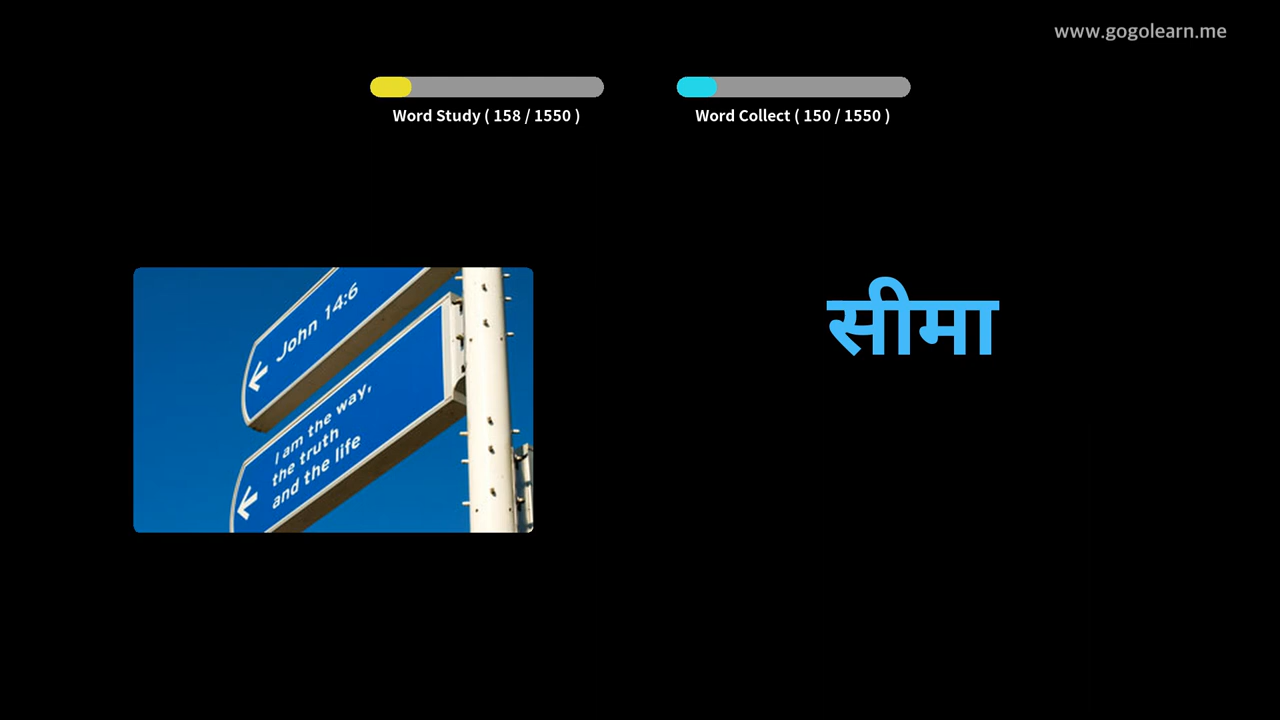 www.gogolearn.me
Word Study ( 158 / 1550 )
Word Collect ( 150 / 1550 )
John 14:6
I am the way,
the truth
and the life
सीमा